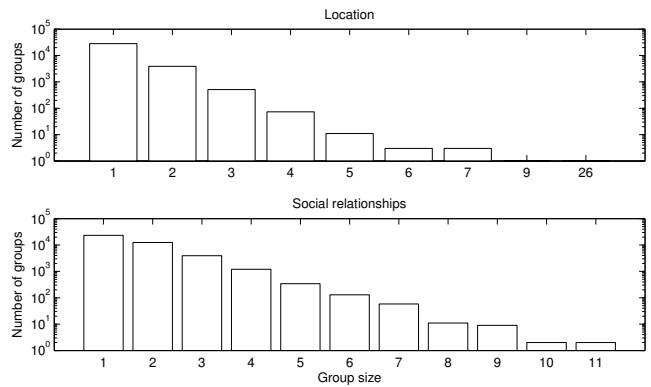 Location
Number of groups
10^5
10^4
10^3
10^2
10^1
10^0
1 2 3 4 5 6 7 9 26
Social relationships
Number of groups
10^5
10^4
10^3
10^2
10^1
10^0
1 2 3 4 5 6 7 8 9 10 11
Group size